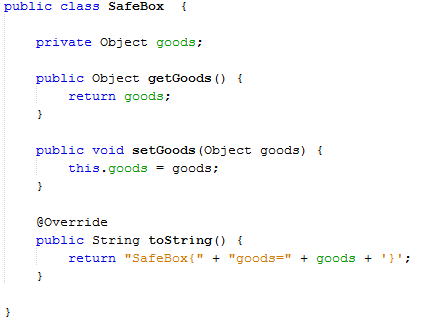 public class SafeBox  {
private Object goods;
public Object getGoods() {
return goods;
}
public void setGoods(Object goods) {
this.goods = goods;
}
@Override
public String toString() {
return "SafeBox{" + "goods=" + goods + '}';
}
}